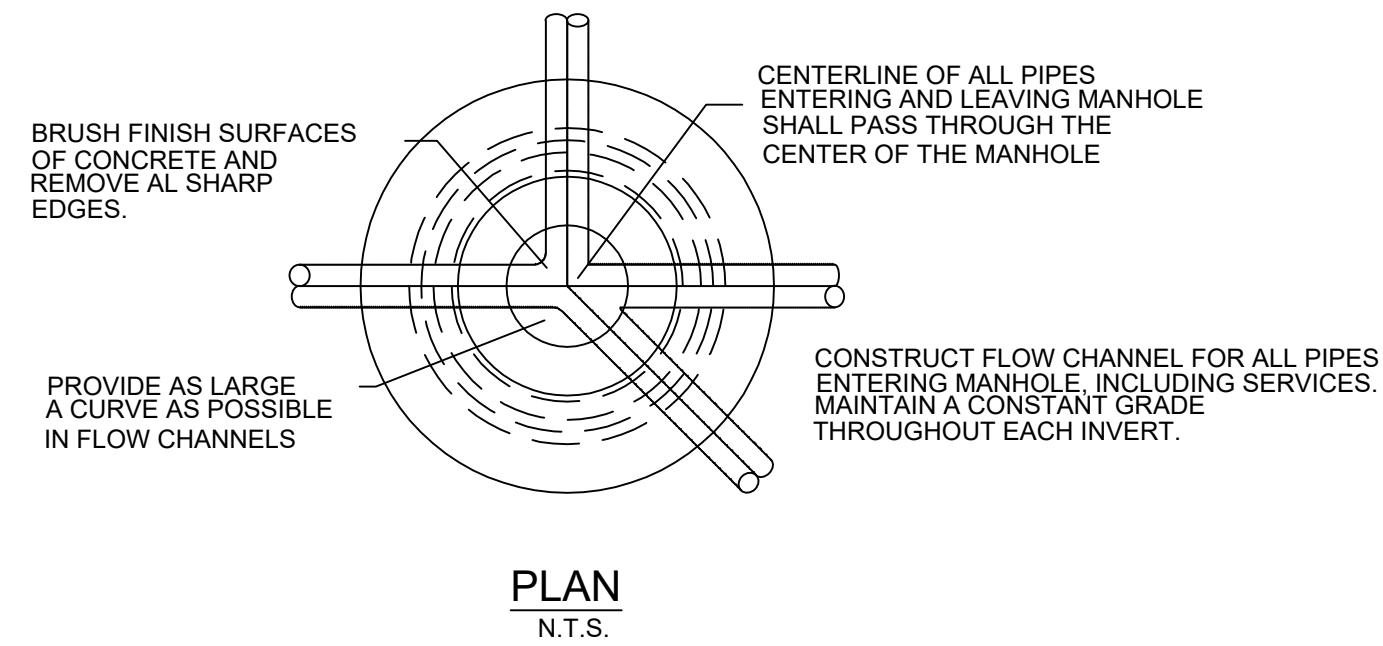 BRUSH FINISH SURFACES
OF CONCRETE AND
REMOVE AL SHARP
EDGES.
CENTERLINE OF ALL PIPES
ENTERING AND LEAVING MANHOLE
SHALL PASS THROUGH THE
CENTER OF THE MANHOLE
PROVIDE AS LARGE
A CURVE AS POSSIBLE
IN FLOW CHANNELS
CONSTRUCT FLOW CHANNEL FOR ALL PIPES
ENTERING MANHOLE, INCLUDING SERVICES.
MAINTAIN A CONSTANT GRADE
THROUGHOUT EACH INVERT.
PLAN
N.T.S.